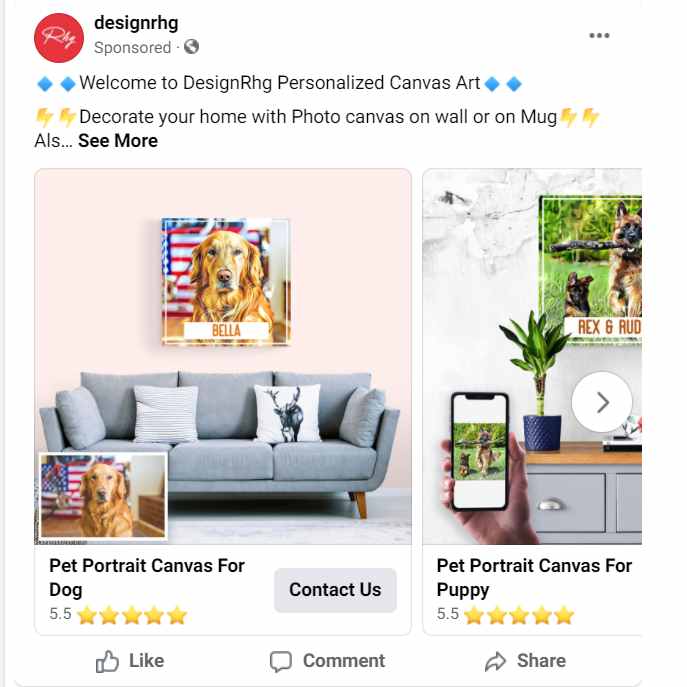 Rhg
designrhg
Sponsored ·
🔹🔹Welcome to DesignRhg Personalized Canvas Art🔹🔹
⚡⚡Decorate your home with Photo canvas on wall or on Mug⚡⚡
Als... See More
BELLA
REX & RUD
Pet Portrait Canvas For
Dog
5.5 ⭐⭐⭐⭐⭐
Contact Us
Pet Portrait Canvas For
Puppy
5.5 ⭐⭐⭐⭐⭐
Like
Comment
Share